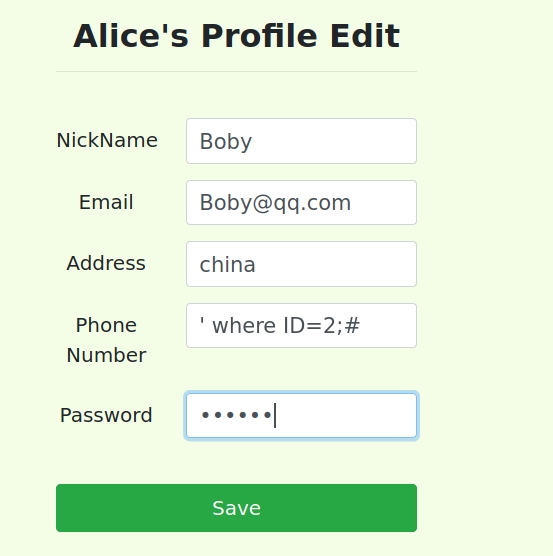 Alice's Profile Edit
NickName Boby
Email Boby@qq.com
Address china
Phone Number ' where ID=2;#
Password ••••••
Save